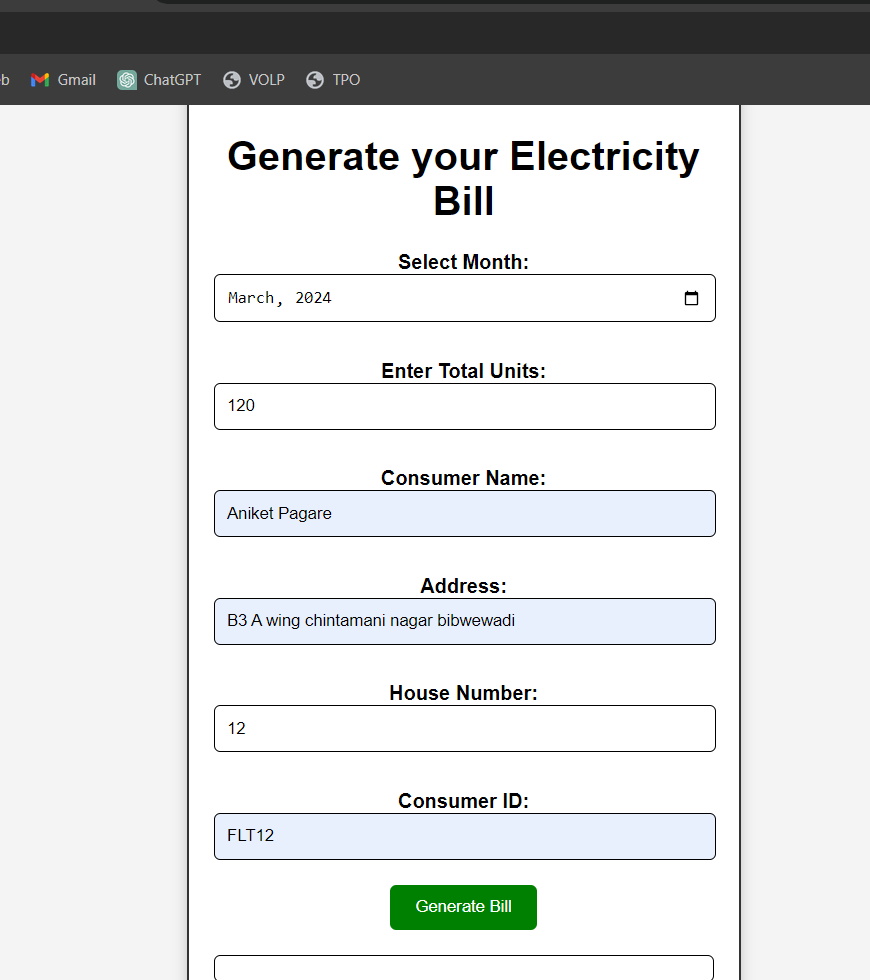 b Gmail ChatGPT VOLP TPO
Generate your Electricity
Bill
Select Month:
March, 2024
Enter Total Units:
120
Consumer Name:
Aniket Pagare
Address:
B3 A wing chintamani nagar bibwewadi
House Number:
12
Consumer ID:
FLT12
Generate Bill